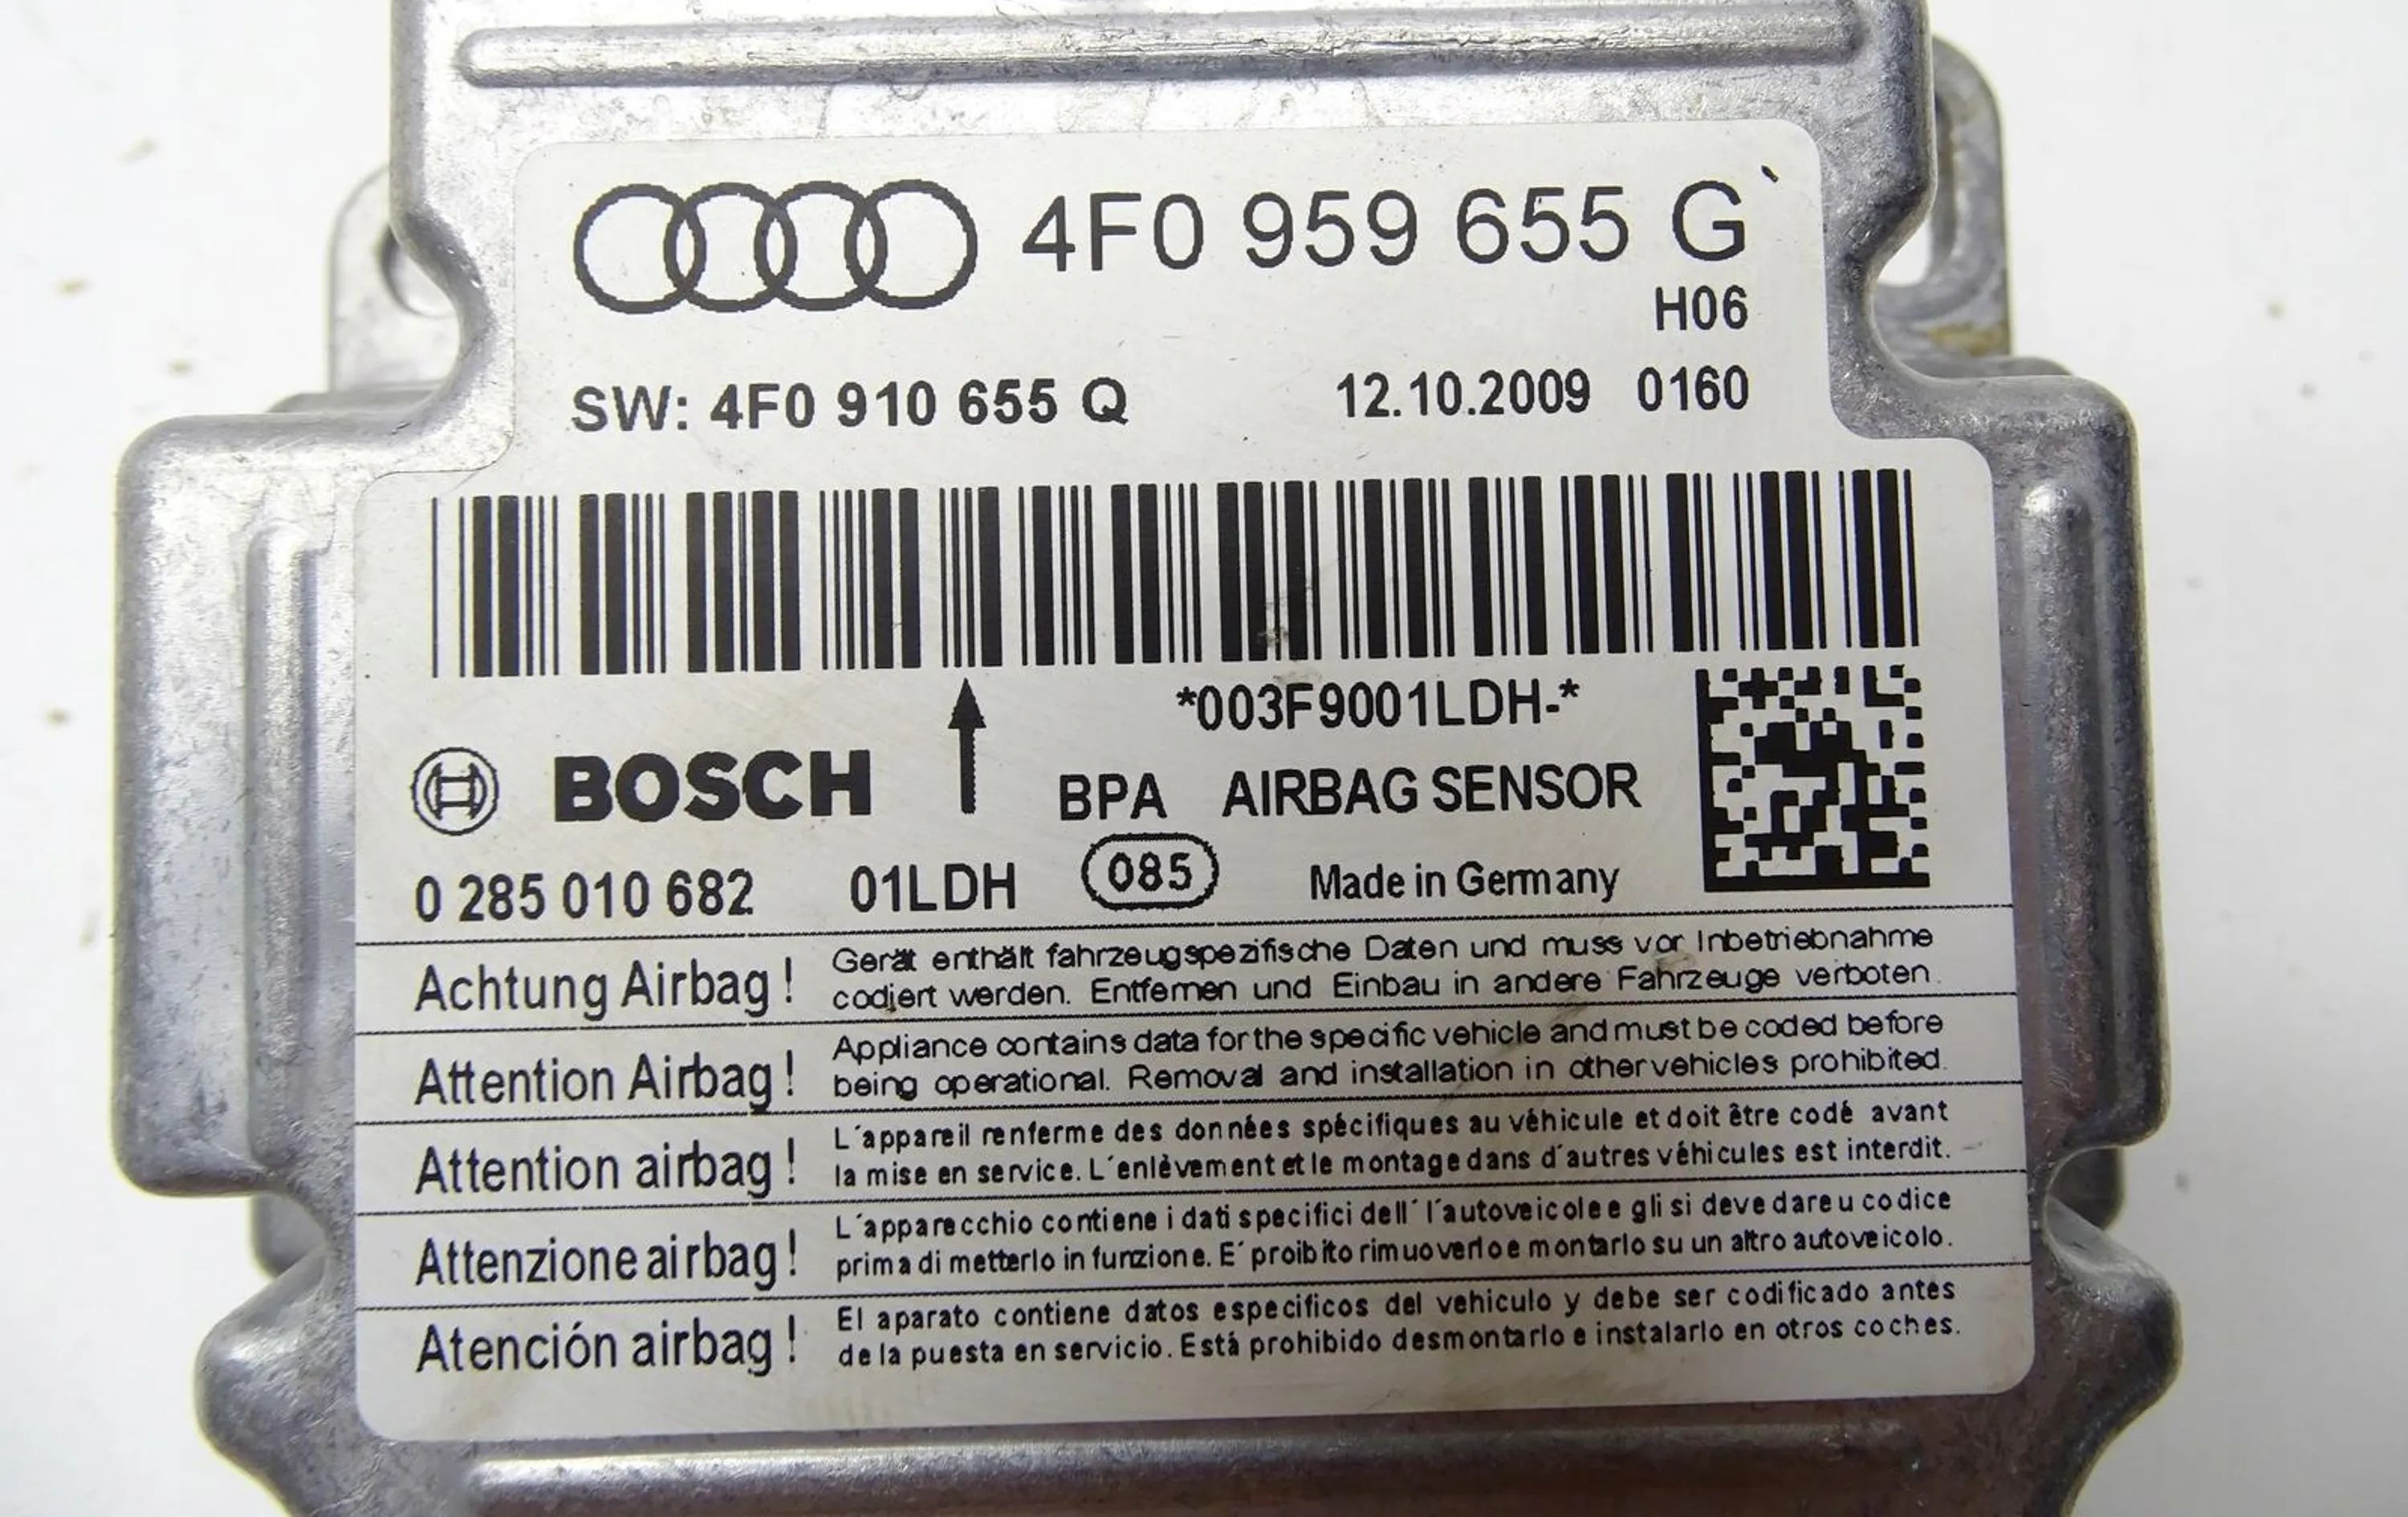 4F0 959 655 G
H06
SW: 4F0 910 655 Q 12.10.2009 0160
*003F9001LDH-*
BOSCH BPA AIRBAG SENSOR
0 285 010 682 01LDH 085 Made in Germany
Achtung Airbag! Gerät enthält fahrzeugspezifische Daten und muss vor Inbetriebnahme
codiert werden. Entfernen und Einbau in andere Fahrzeuge verboten.
Attention Airbag! Appliance contains data for the specific vehicle and must be coded before
being operational. Removal and installation in other vehicles prohibited.
Attention airbag! L´appareil renferme des données spécifiques au véhicule et doit être codé avant
la mise en service. L´enlèvement et le montage dans d´autres véhicules est interdit.
Attenzione airbag! L´apparecchio contiene i dati specifici dell´ l´autoveicolo e gli si deve dare u codice
prima di metterlo in funzione. E´ proibito rimuoverlo e montarlo su un altro autoveicolo.
Atención airbag! El aparato contiene datos especificos del vehiculo y debe ser codificado antes
de la puesta en servicio. Está prohibido desmontarlo e instalarlo en otros coches.